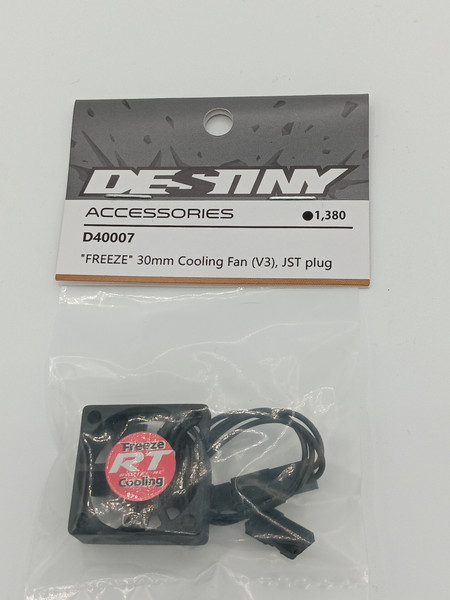 DESTINY
ACCESSORIES
●1,380
D40007
"FREEZE" 30mm Cooling Fan (V3), JST plug
Freeze
RT
Cooling